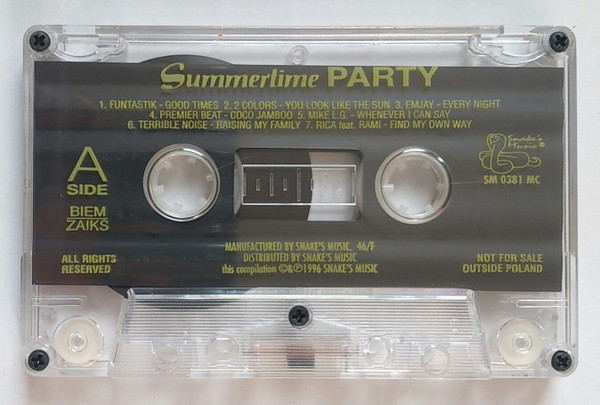 Summertime PARTY
1. FUNTASTIK - GOOD TIMES 2. 2 COLORS - YOU LOOK LIKE THE SUN 3. EMJAY - EVERY NIGHT
4. PREMIER BEAT - COCO JAMBOO 5. MIKE L.G. - WHENEVER I CAN SAY
6. TERRIBLE NOISE - RAISING MY FAMILY 7. RICA feat. RAMI - FIND MY OWN WAY
A
SIDE
BIEM
ZAIKS
Snake's
Music
SM 0381 MC
ALL RIGHTS
RESERVED
MANUFACTURED BY SNAKE'S MUSIC. 46/F
DISTRIBUTED BY SNAKE'S MUSIC
this compilation ©&℗1996 SNAKE'S MUSIC
NOT FOR SALE
OUTSIDE POLAND